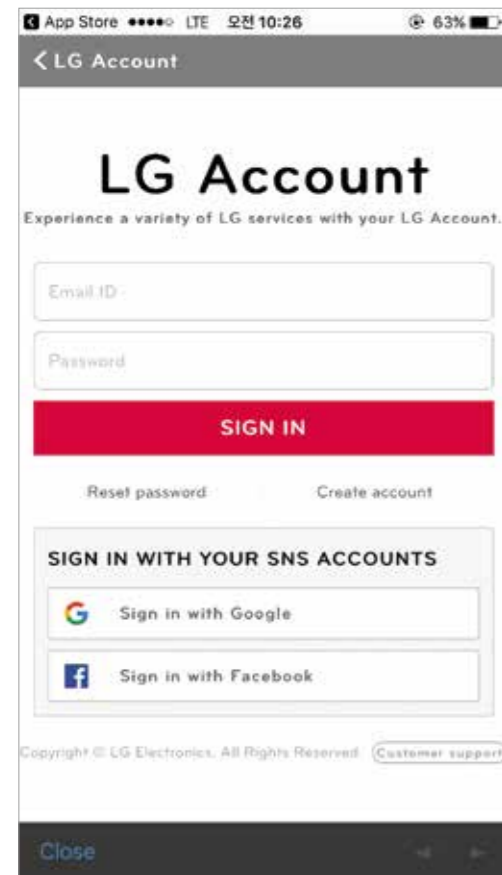 App Store LTE 오전 10:26 63%
LG Account
LG Account
Experience a variety of LG services with your LG Account.
Email ID
Password
SIGN IN
Reset password Create account
SIGN IN WITH YOUR SNS ACCOUNTS
Sign in with Google
Sign in with Facebook
Copyright © LG Electronics. All Rights Reserved Customer support
Close